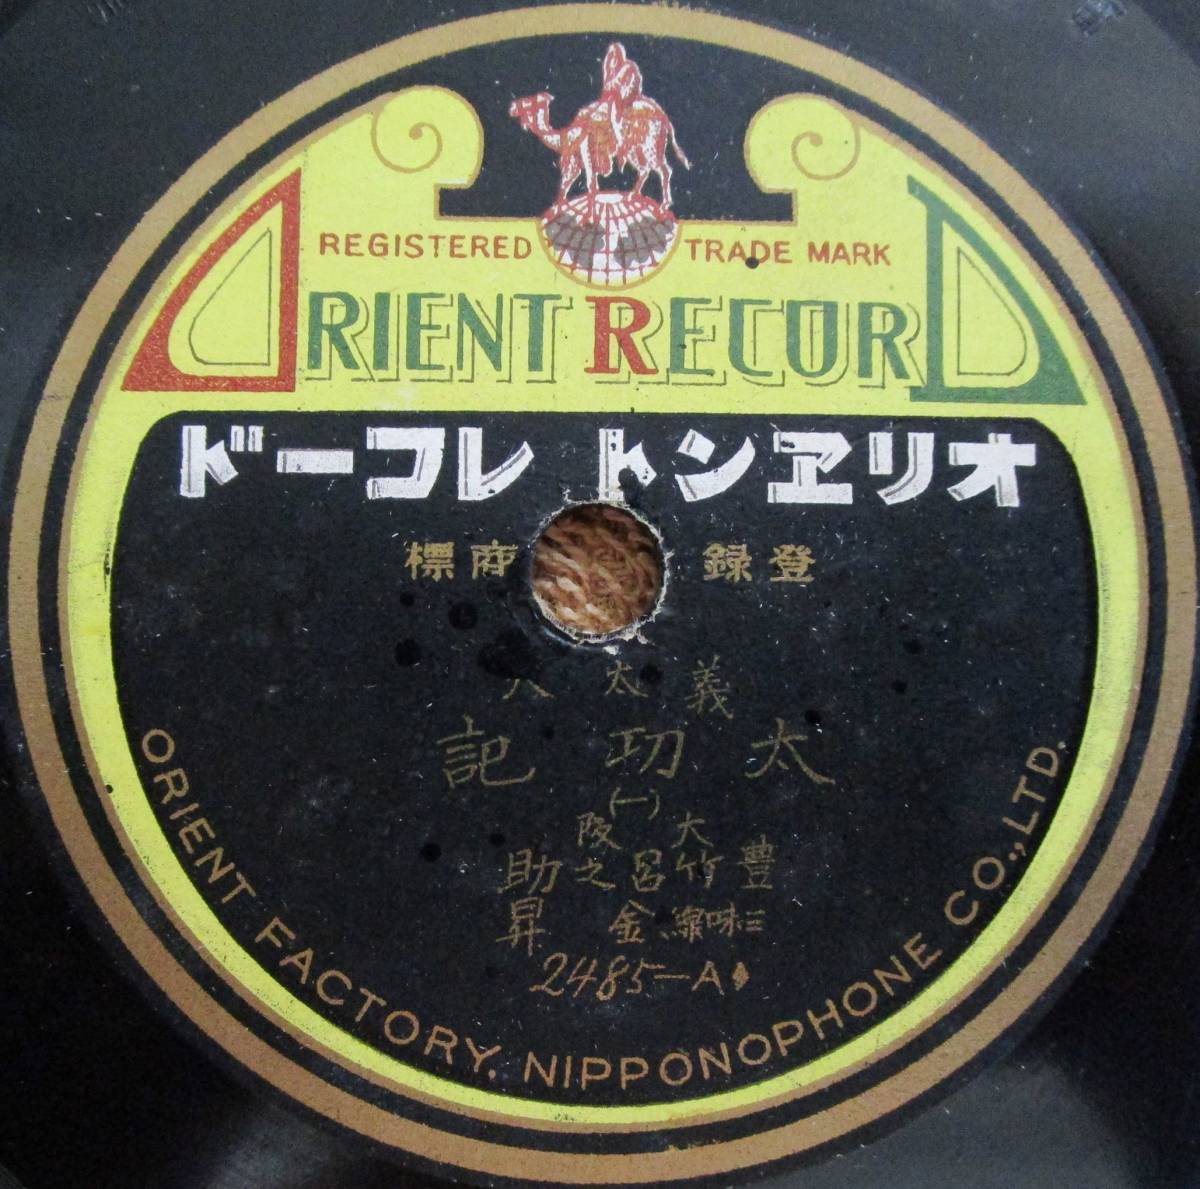 REGISTERED TRADE MARK
ORIENT RECORD
オリヱント レコード
登録 商標
義太
太功記
(一)
大阪
豊竹呂之助
三味線 金昇
2485-A
ORIENT FACTORY, NIPPONOPHONE CO., LTD.